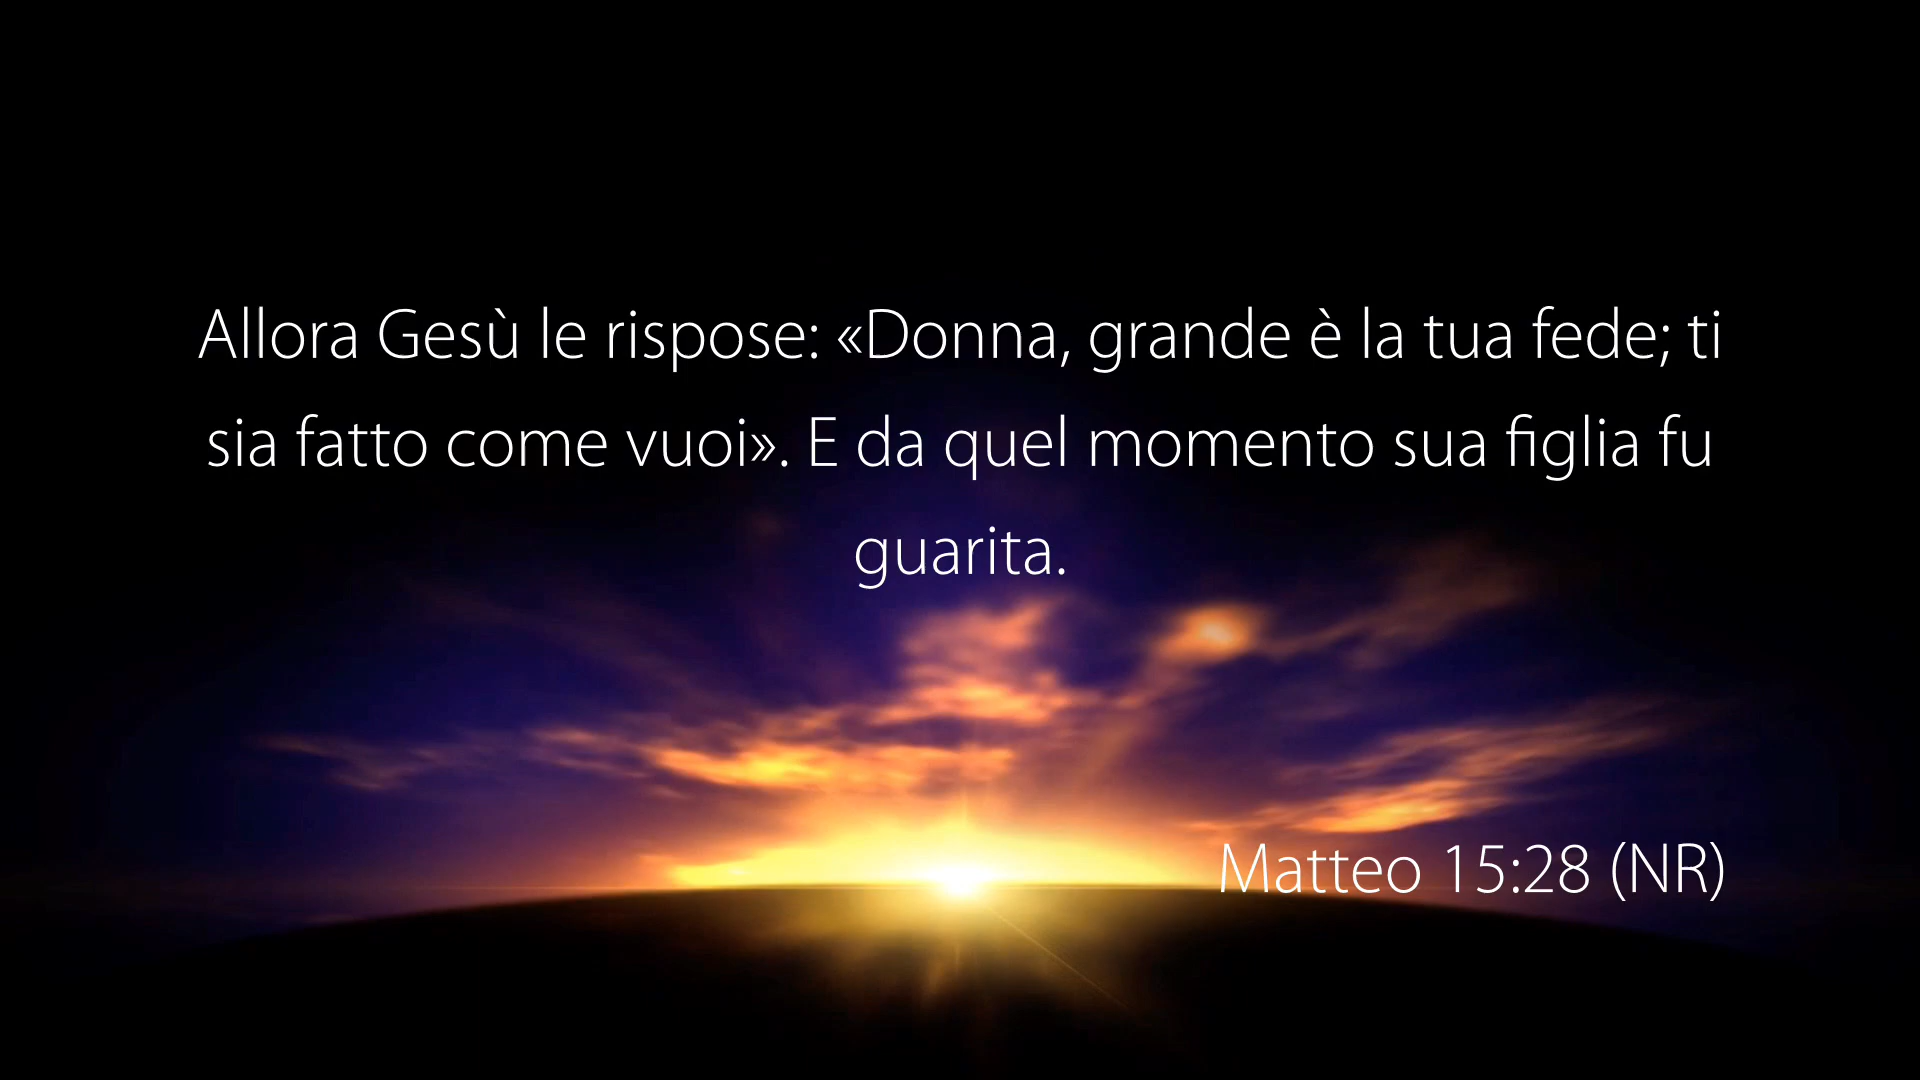 Allora Gesù le rispose: «Donna, grande è la tua fede; ti
sia fatto come vuoi». E da quel momento sua figlia fu
guarita.
Matteo 15:28 (NR)